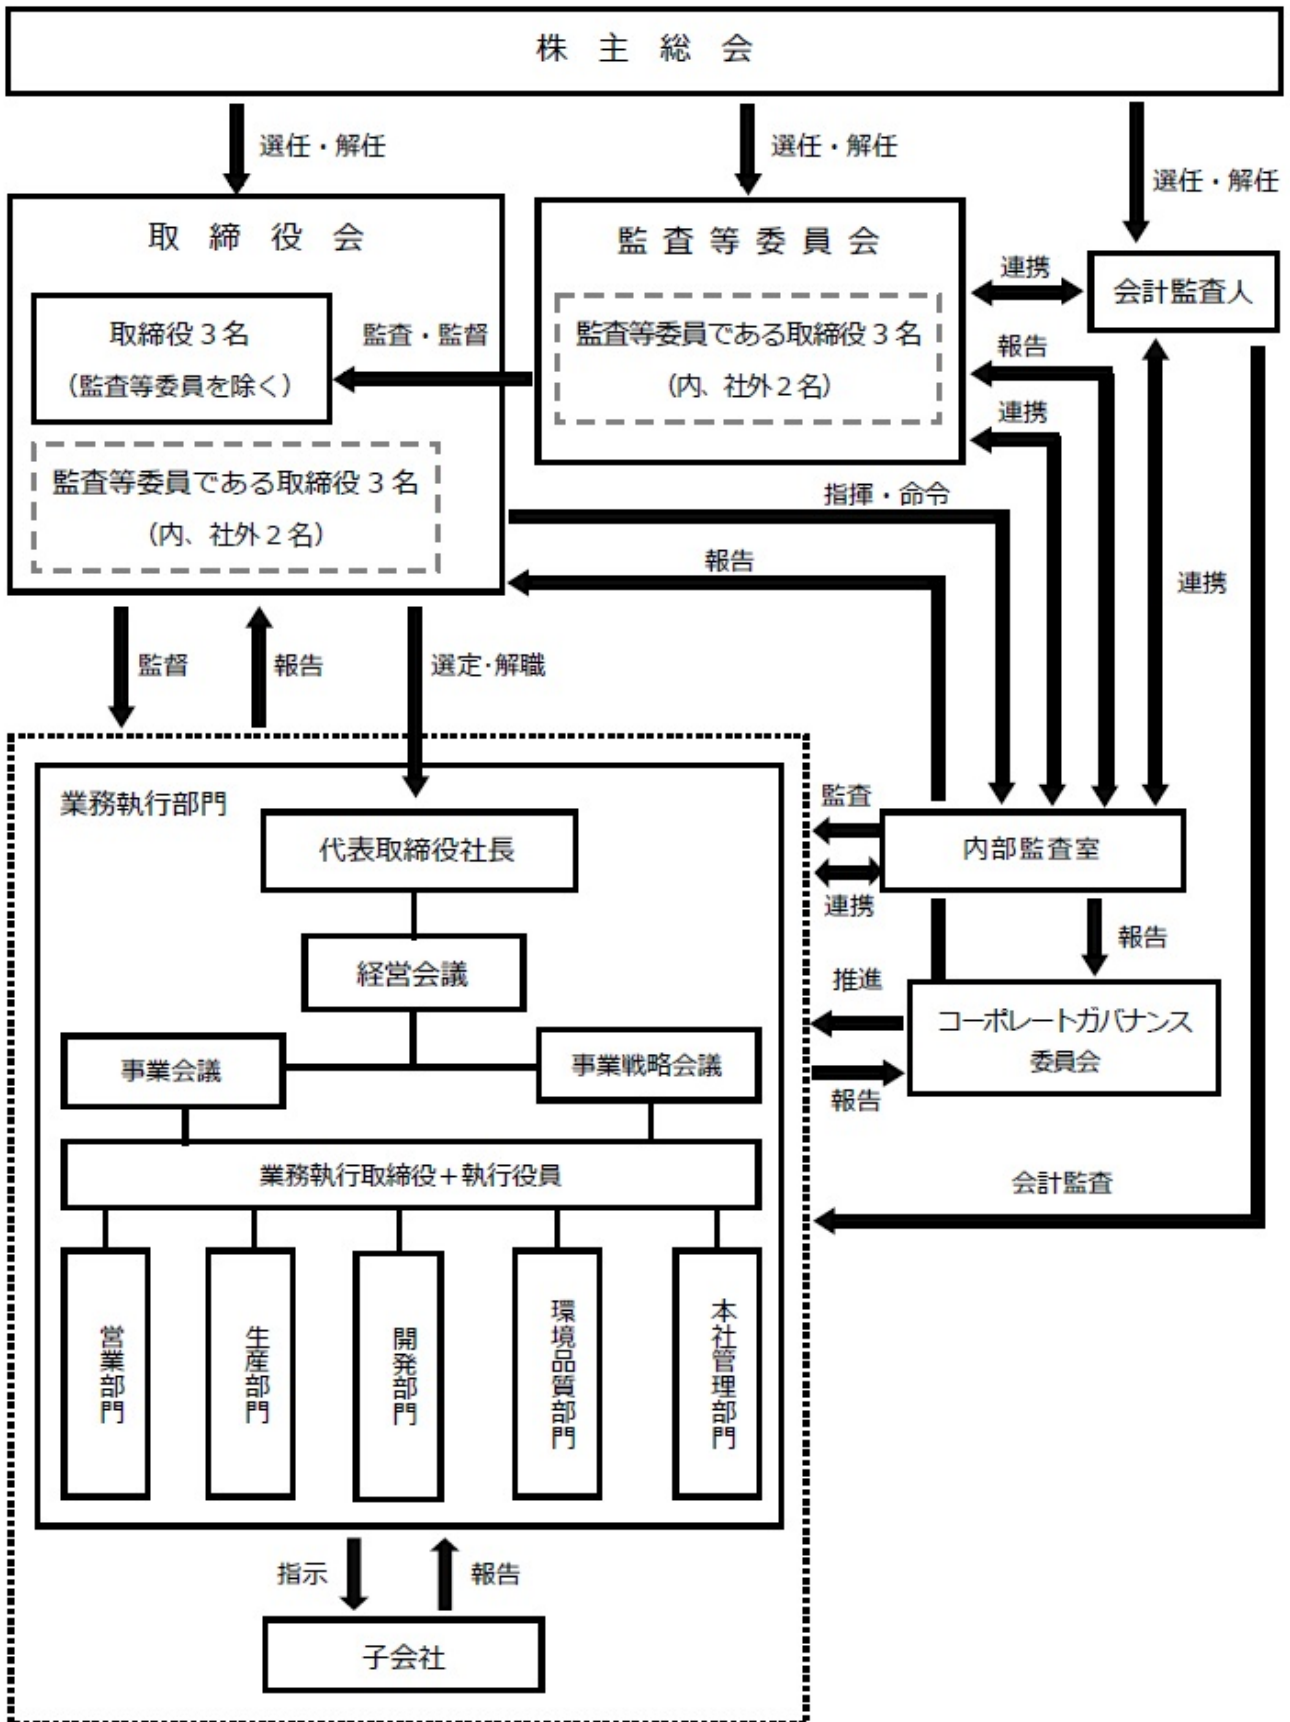 株主総会
選任・解任
選任・解任
選任・解任
取締役会
監査等委員会
連携
会計監査人
取締役３名
（監査等委員を除く）
監査・監督
監査等委員である取締役３名
（内、社外２名）
報告
連携
監査等委員である取締役３名
（内、社外２名）
指揮・命令
報告
連携
監督
報告
選定･解職
業務執行部門
代表取締役社長
監査
内部監査室
連携
報告
経営会議
推進
コーポレートガバナンス
委員会
報告
事業会議
事業戦略会議
業務執行取締役＋執行役員
会計監査
営業部門
生産部門
開発部門
環境品質部門
本社管理部門
指示
報告
子会社